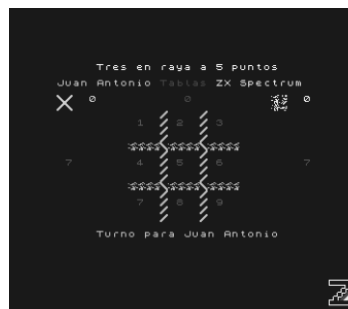 Tres en raya a 5 puntos
Juan Antonio Tablas ZX Spectrum
0 0 0
1 2 3
7 4 5 6 7
7 8 9
Turno para Juan Antonio